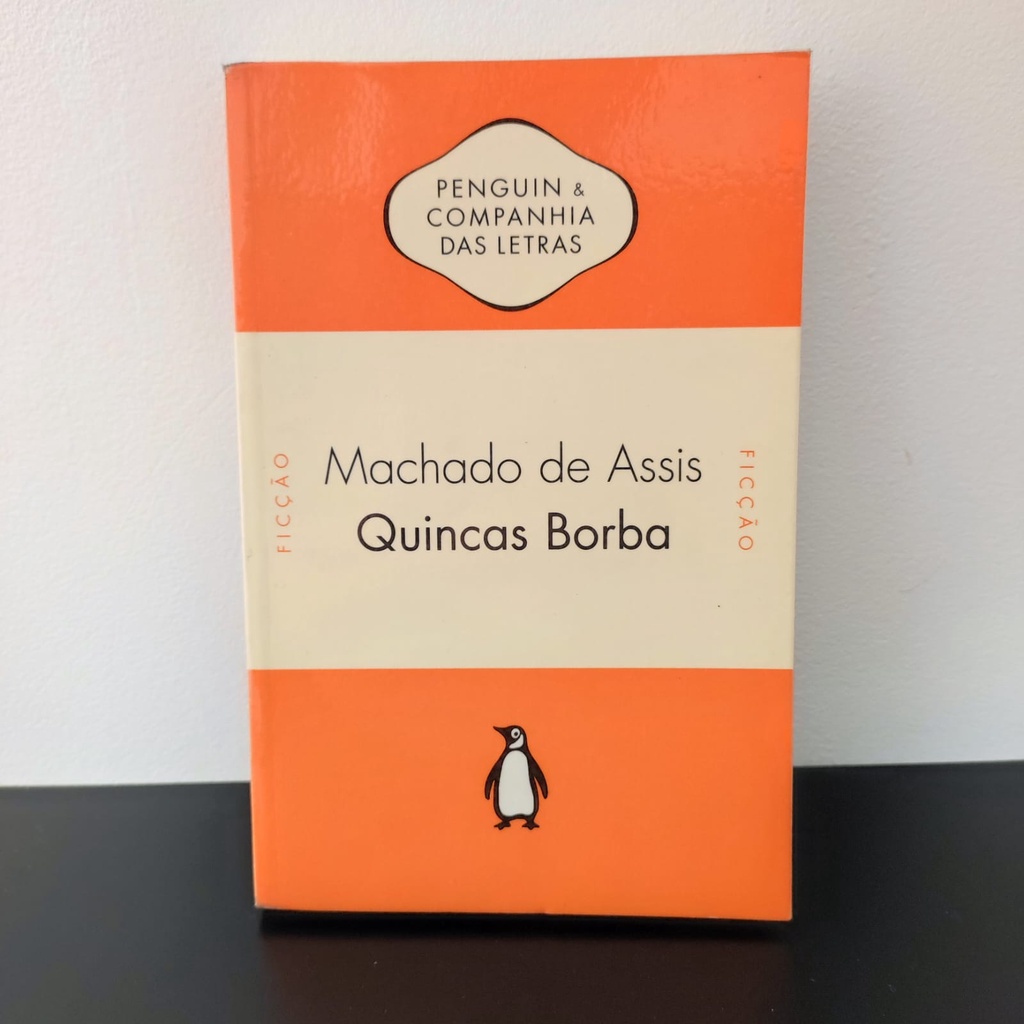 PENGUIN &
COMPANHIA
DAS LETRAS
Machado de Assis
Quincas Borba
FICÇÃO
FICÇÃO